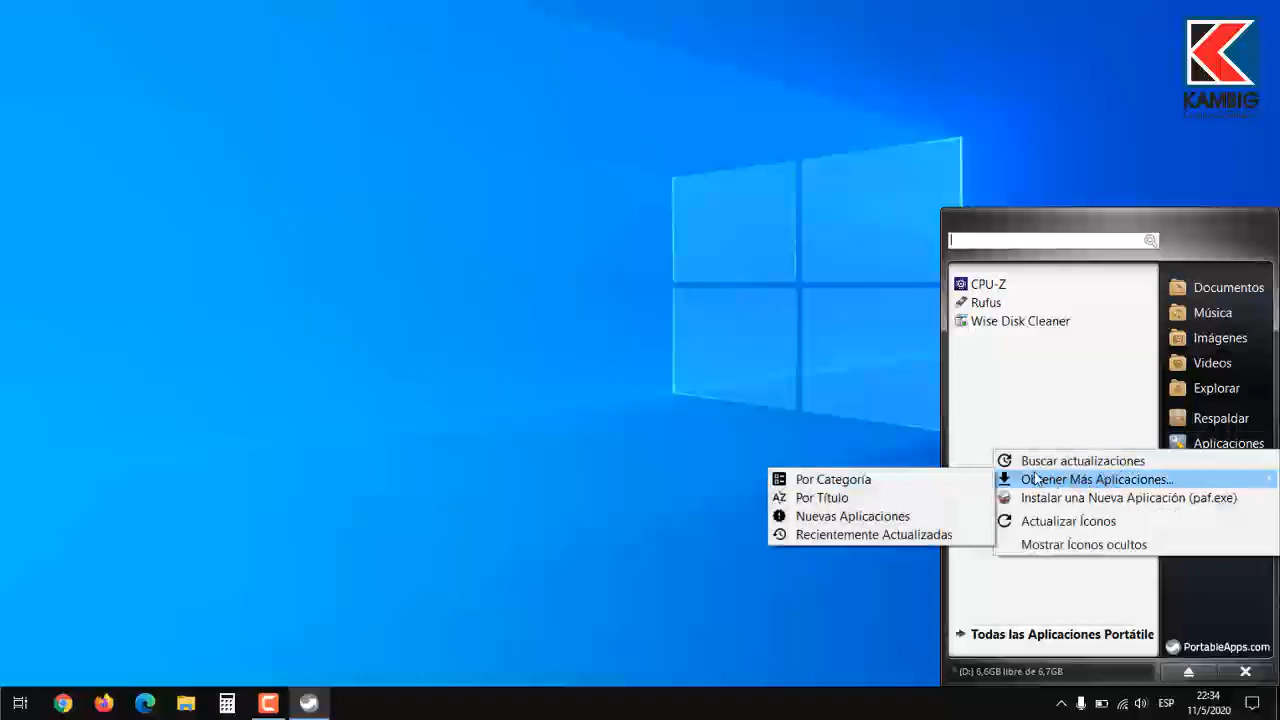 KAMBIG
CPU-Z
Rufus
Wise Disk Cleaner
Documentos
Música
Imágenes
Videos
Explorar
Respaldar
Aplicaciones
Buscar actualizaciones
Obtener Más Aplicaciones...
Instalar una Nueva Aplicación (paf.exe)
Actualizar Íconos
Mostrar Íconos ocultos
Por Categoría
Por Título
Nuevas Aplicaciones
Recientemente Actualizadas
Todas las Aplicaciones Portátile
PortableApps.com
(D:) 6,6GB libre de 6,7GB
ESP
22:34
11/5/2020